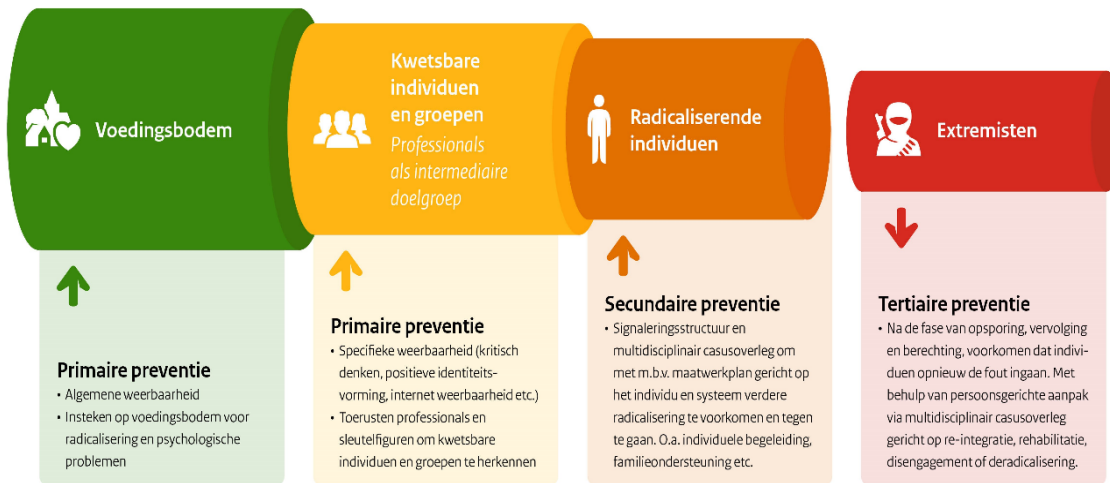 Voedingsbodem
Primaire preventie
• Algemene weerbaarheid
• Insteken op voedingsbodem voor
radicalisering en psychologische
problemen
Kwetsbare
individuen
en groepen
Professionals
als intermediaire
doelgroep
Primaire preventie
• Specifieke weerbaarheid (kritisch
denken, positieve identiteits-
vorming, internet weerbaarheid etc.)
• Toerusten professionals en
sleutelfiguren om kwetsbare
individuen en groepen te herkennen
Radicaliserende
individuen
Secundaire preventie
• Signaleringsstructuur en
multidisciplinair casusoverleg om
met m.b.v. maatwerkplan gericht op
het individu en systeem verdere
radicalisering te voorkomen en tegen
te gaan. O.a. individuele begeleiding,
familieondersteuning etc.
Extremisten
Tertiaire preventie
• Na de fase van opsporing, vervolging
en berechting, voorkomen dat indivi-
duen opnieuw de fout ingaan. Met
behulp van persoonsgerichte aanpak
via multidisciplinair casusoverleg
gericht op re-integratie, rehabilitatie,
disengagement of deradicalisering.